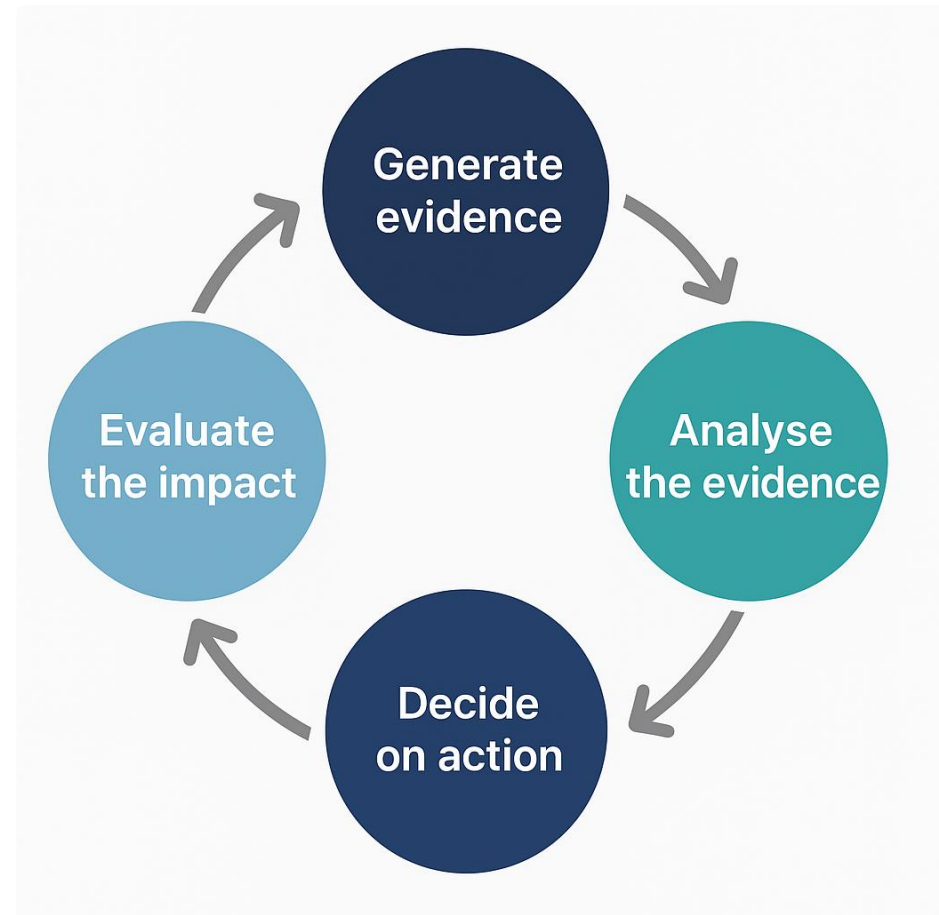 Generate
evidence
Analyse
the evidence
Decide
on action
Evaluate
the impact